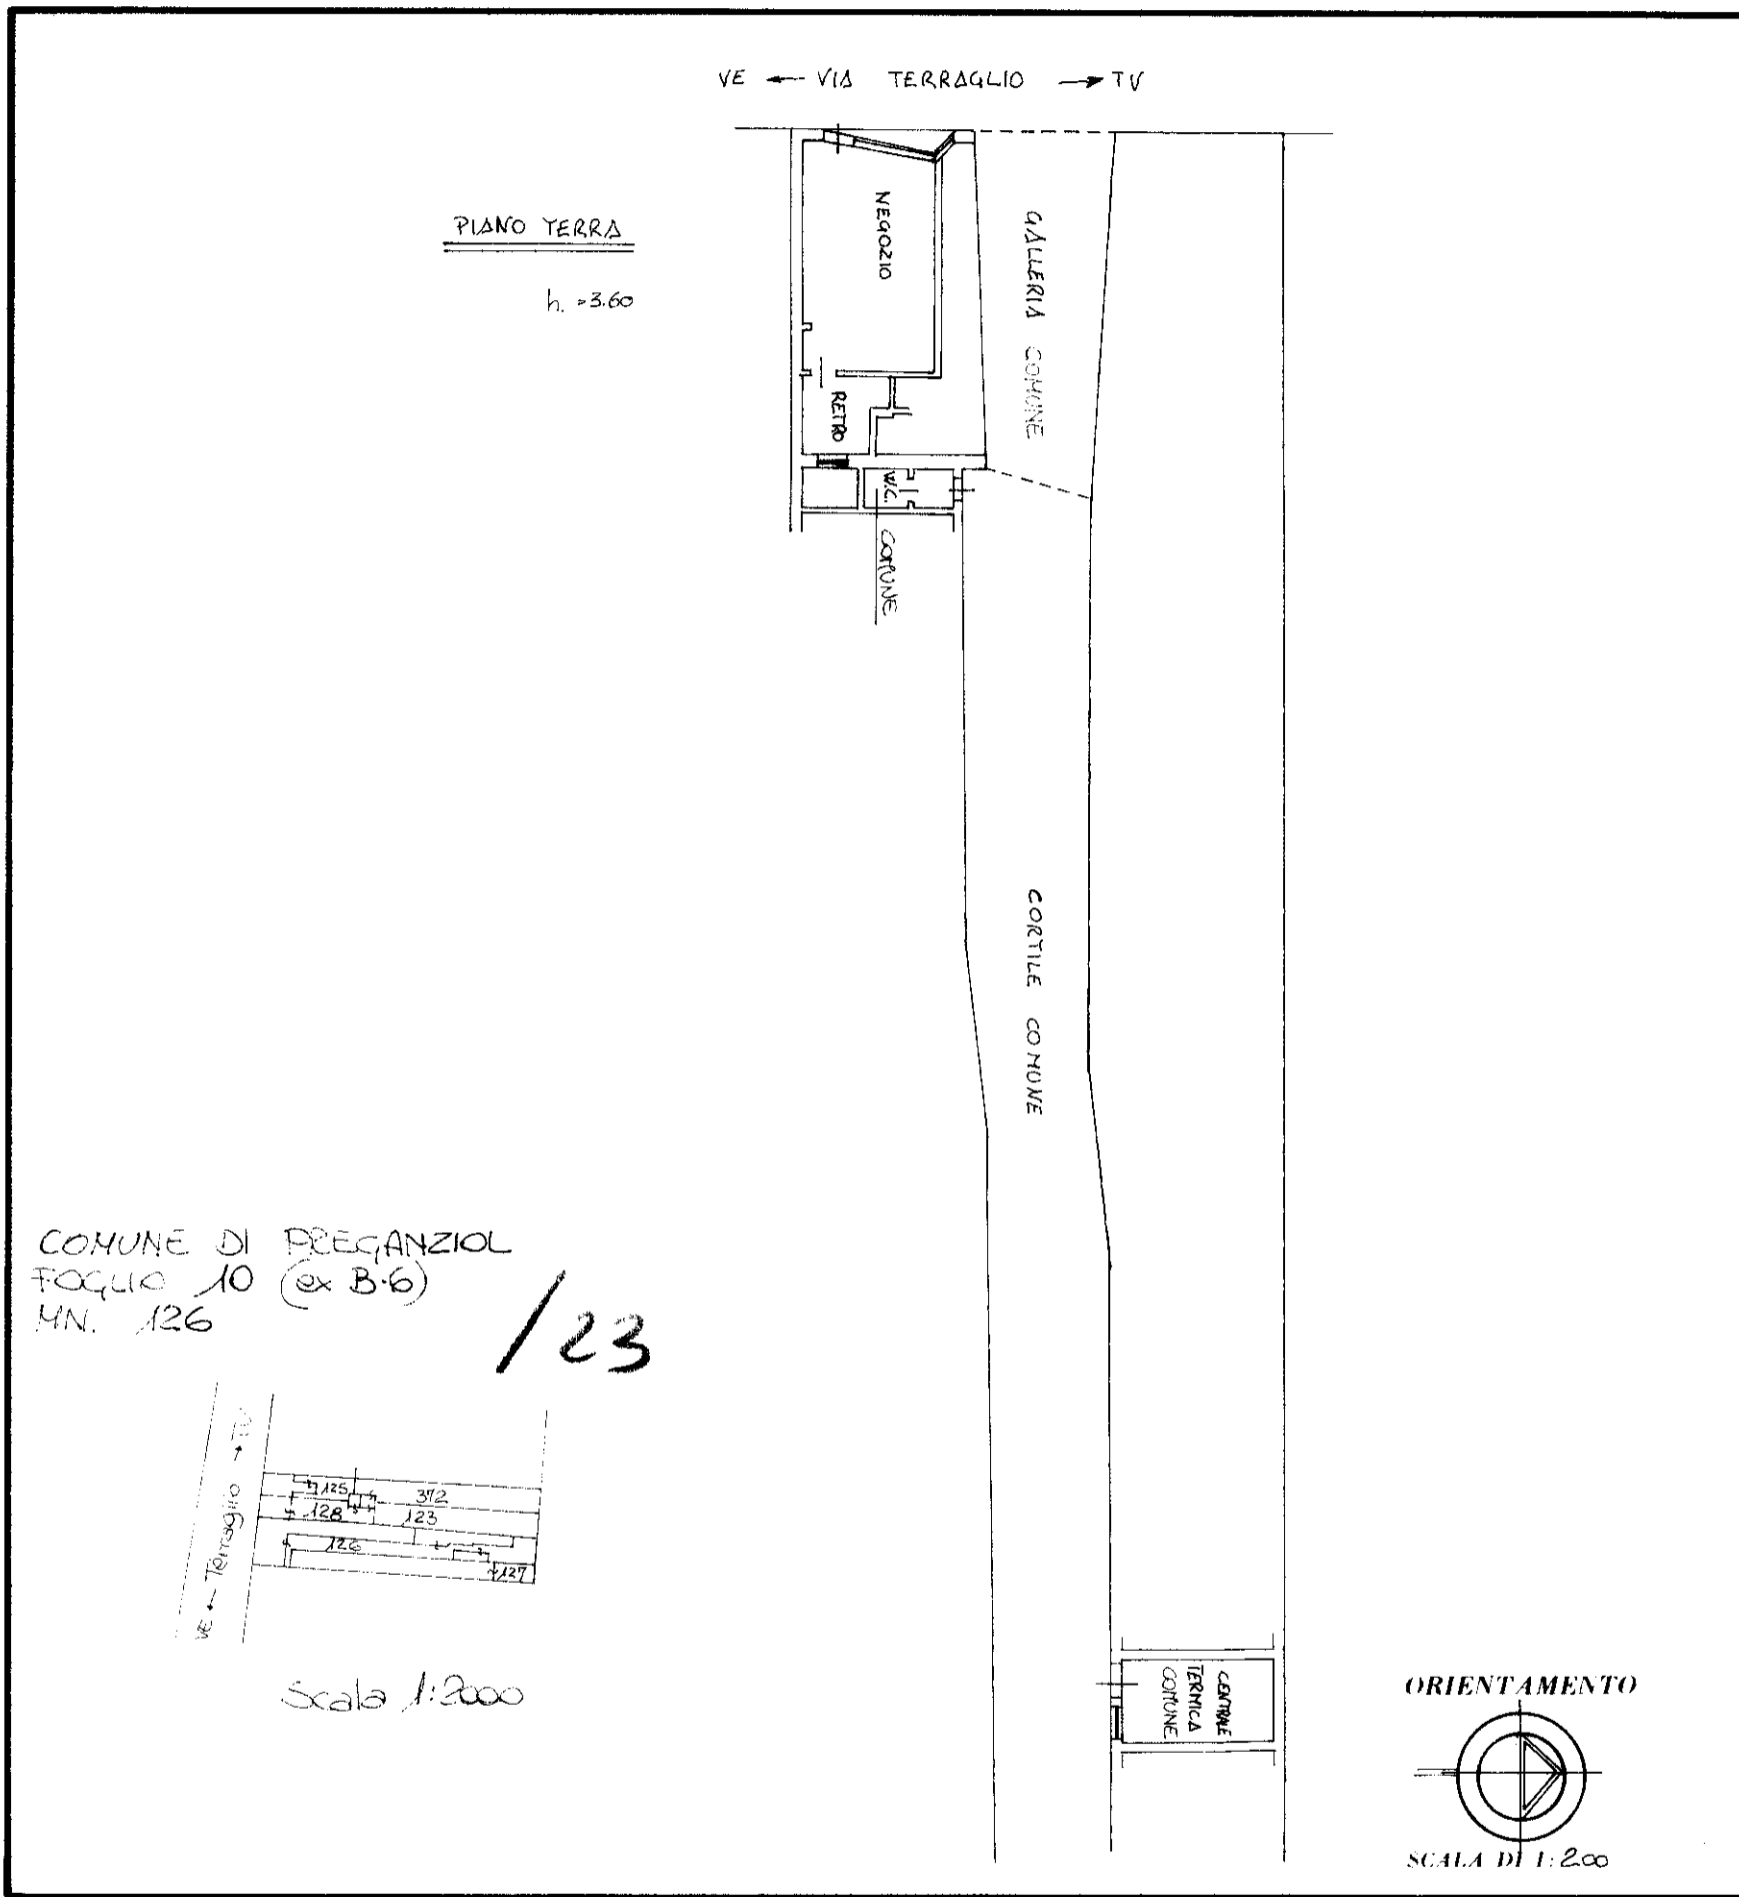 VE ← VIA TERRAGLIO → TV
PIANO TERRA
h. = 3.60
NEGOZIO
GALLERIA COMUNE
RETRO
W.C.
COMUNE
CORTILE COMUNE
COMUNE DI PREGANZIOL
FOGLIO 10 (ex B.6)
MN. 126
/23
VE ← Terraglio → TV
125
372
128
123
126
127
Scala 1:2000
CENTRALE
TERMICA
COMUNE
ORIENTAMENTO
SCALA DI 1:200